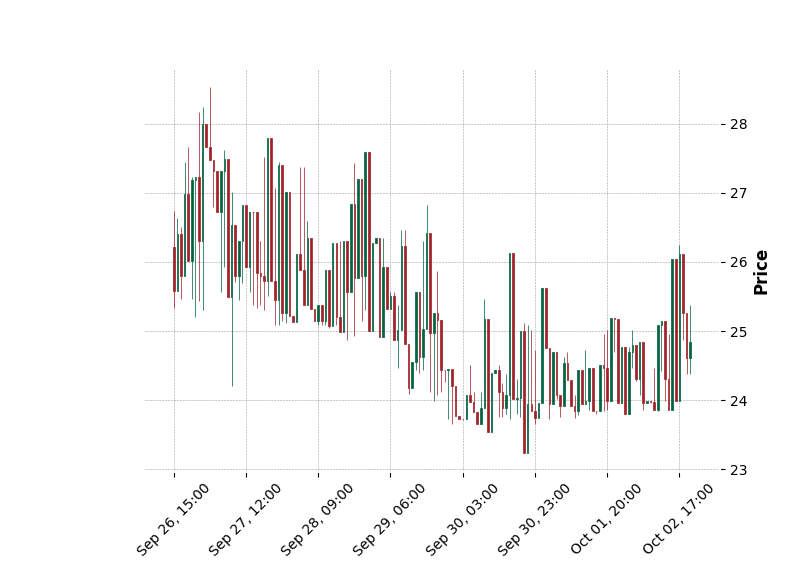 28
27
26
25
24
23
Price
Sep 26, 15:00
Sep 27, 12:00
Sep 28, 09:00
Sep 29, 06:00
Sep 30, 03:00
Sep 30, 23:00
Oct 01, 20:00
Oct 02, 17:00